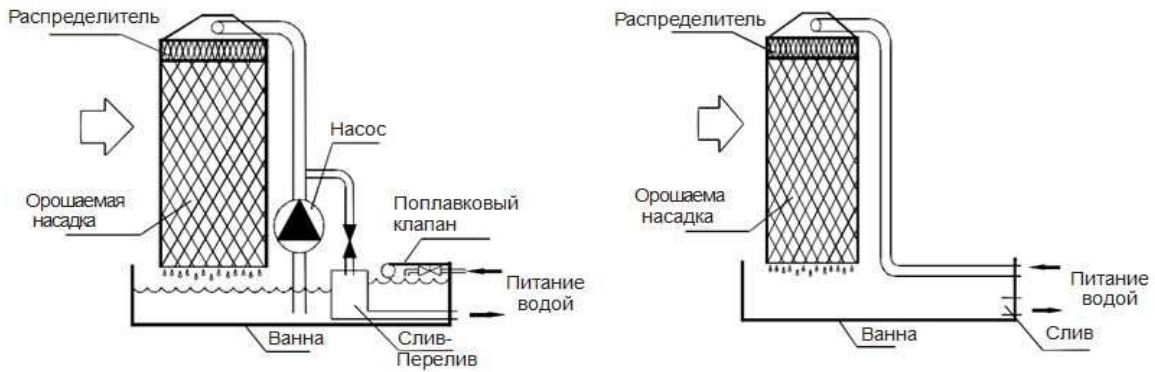 Распределитель
Насос
Орошаемая
насадка
Поплавковый
клапан
Питание
водой
Ванна
Слив-
Перелив
Распределитель
Орошаема
насадка
Питание
водой
Ванна
Слив